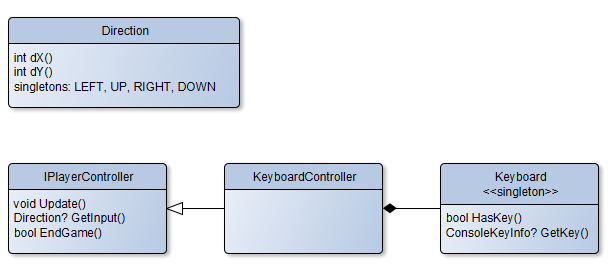 Direction
int dX()
int dY()
singletons: LEFT, UP, RIGHT, DOWN
IPlayerController
void Update()
Direction? GetInput()
bool EndGame()
KeyboardController
Keyboard
<<singleton>>
bool HasKey()
ConsoleKeyInfo? GetKey()